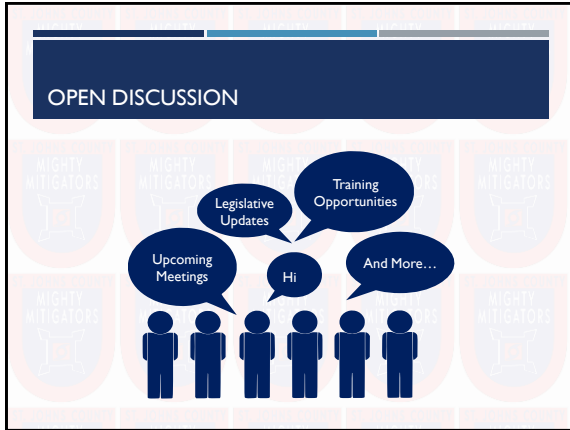 OPEN DISCUSSION
Training
Opportunities
Legislative
Updates
Upcoming
Meetings
Hi
And More...
MIGHTY
MITIGATORS